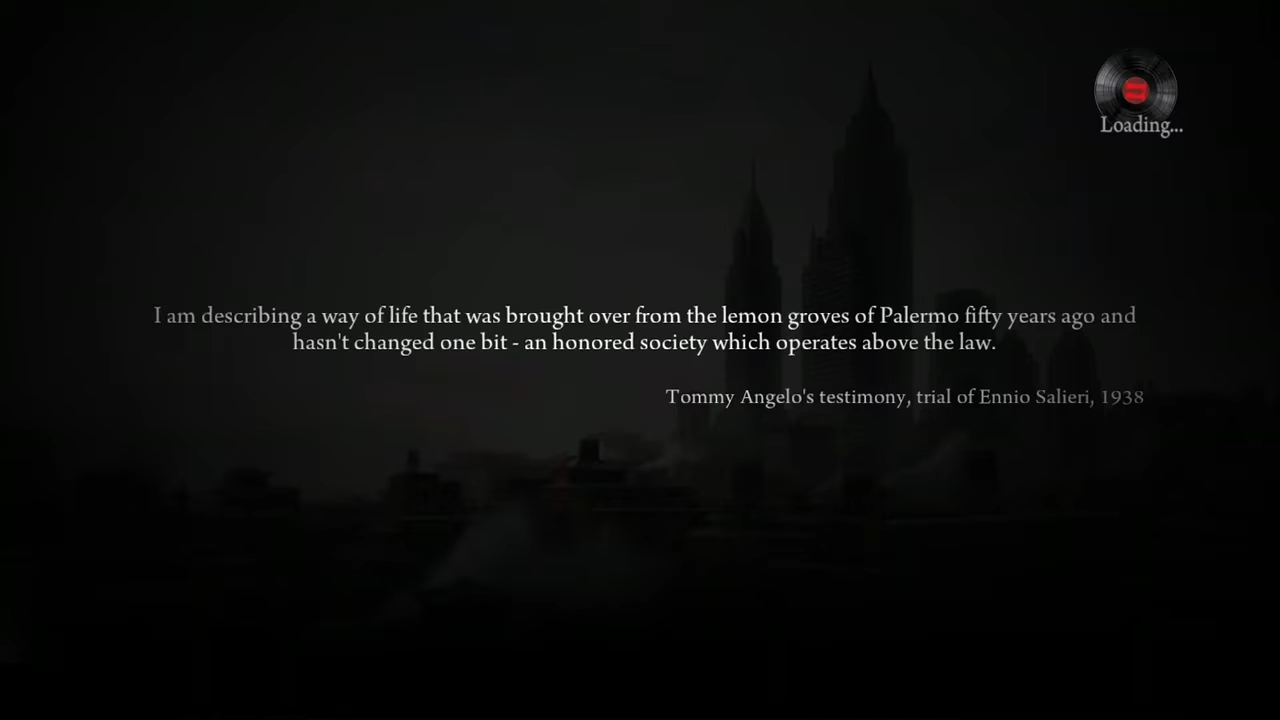 Loading...
I am describing a way of life that was brought over from the lemon groves of Palermo fifty years ago and
hasn't changed one bit - an honored society which operates above the law.
Tommy Angelo's testimony, trial of Ennio Salieri, 1938